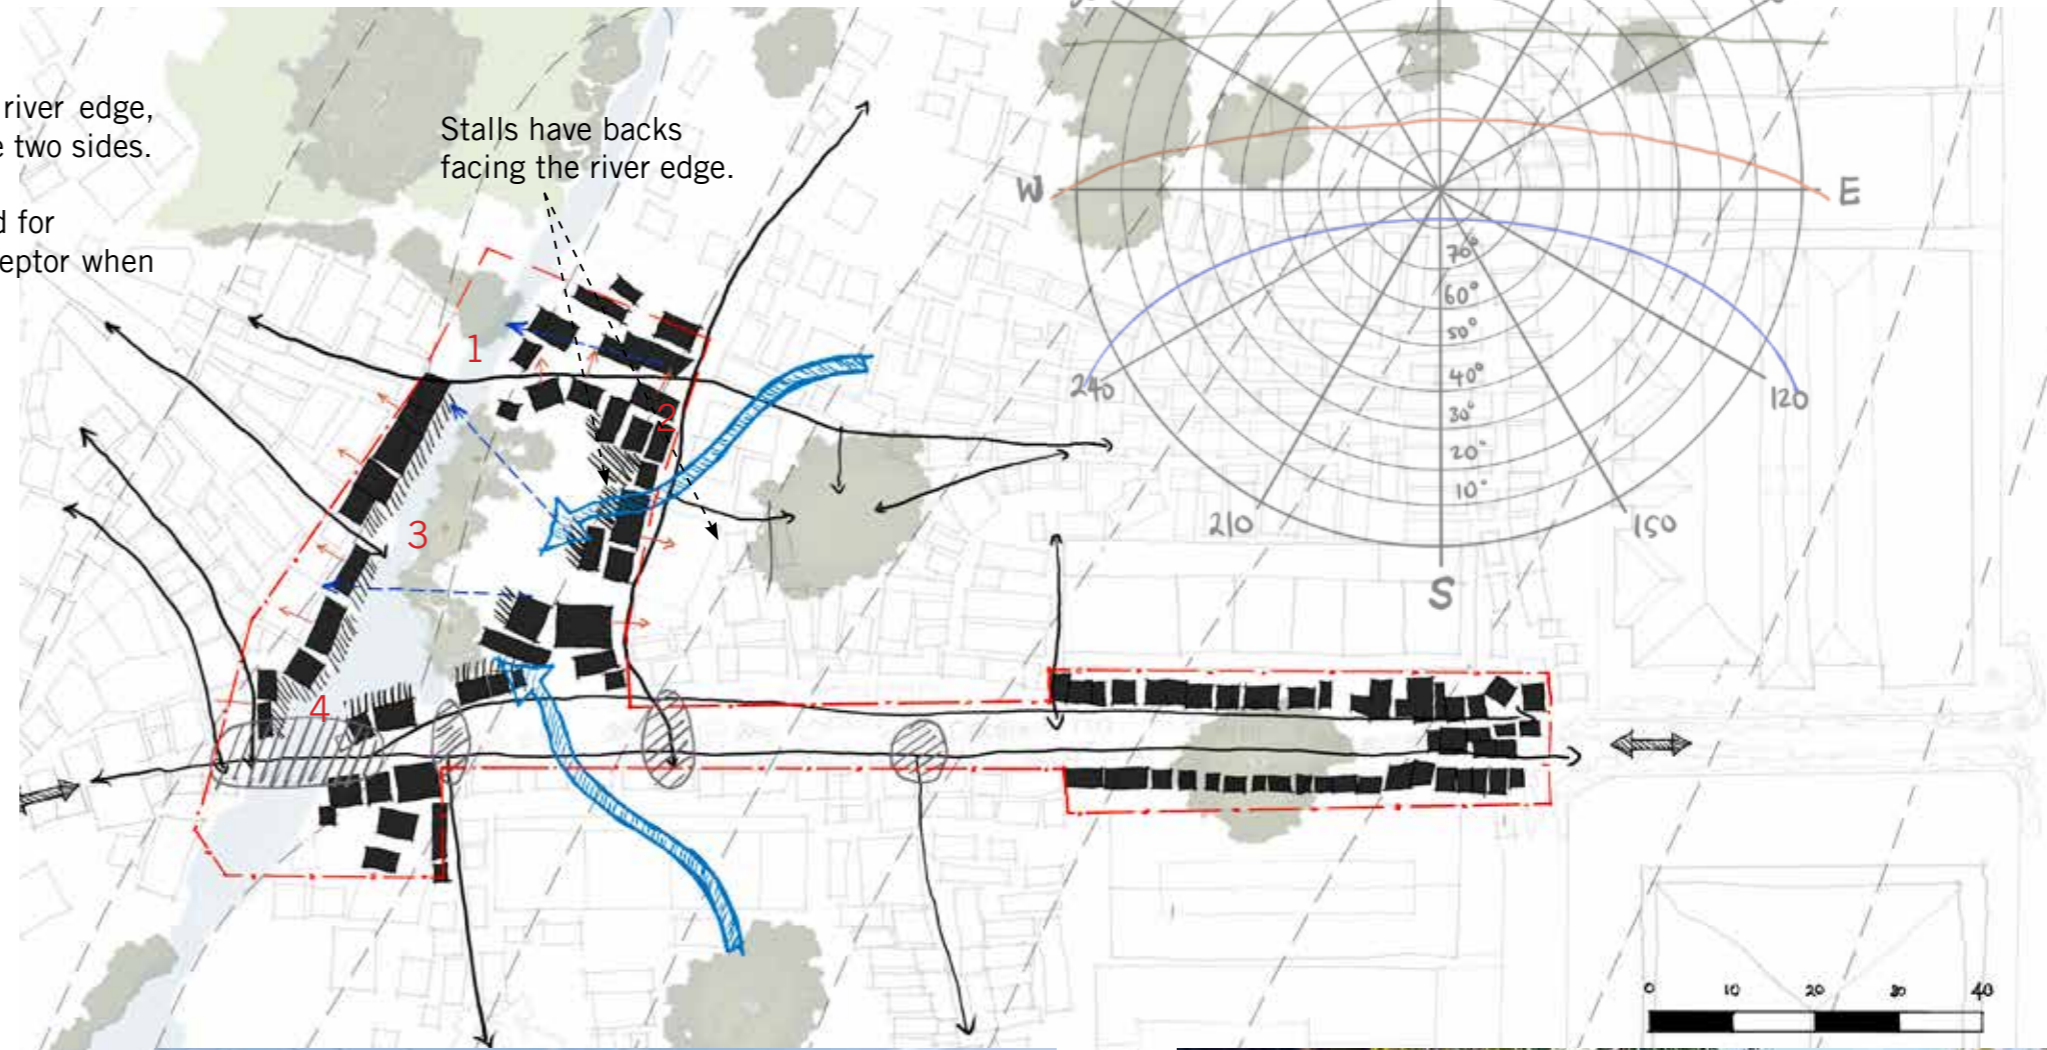 river edge,
e two sides.
d for
eptor when
Stalls have backs
facing the river edge.
1
2
3
4
W
E
S
240
210
150
120
70°
60°
50°
40°
30°
20°
10°
0 10 20 30 40